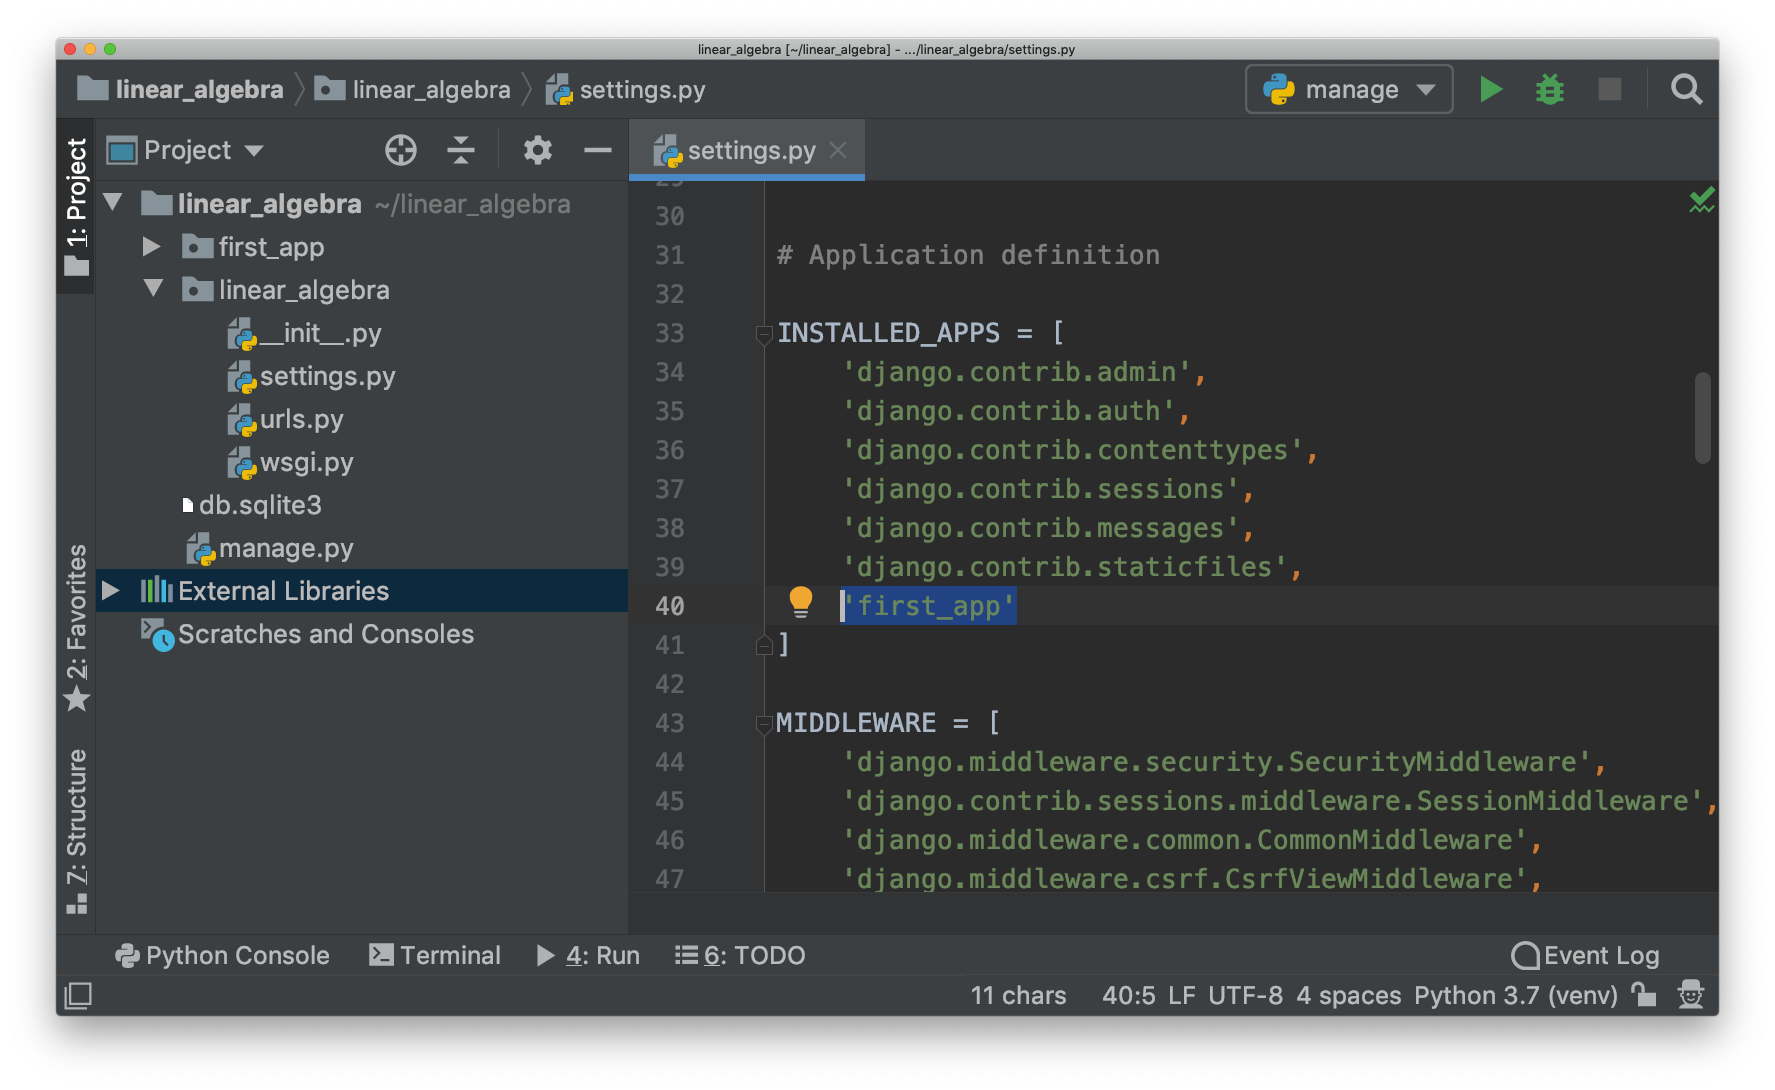 linear_algebra [~/linear_algebra] - .../linear_algebra/settings.py
linear_algebra linear_algebra settings.py
manage
1: Project
Project
linear_algebra ~/linear_algebra
first_app
linear_algebra
__init__.py
settings.py
urls.py
wsgi.py
db.sqlite3
manage.py
External Libraries
Scratches and Consoles
2: Favorites
7: Structure
settings.py
29
30
31 # Application definition
32
33 INSTALLED_APPS = [
34 'django.contrib.admin',
35 'django.contrib.auth',
36 'django.contrib.contenttypes',
37 'django.contrib.sessions',
38 'django.contrib.messages',
39 'django.contrib.staticfiles',
40 'first_app'
41 ]
42
43 MIDDLEWARE = [
44 'django.middleware.security.SecurityMiddleware',
45 'django.contrib.sessions.middleware.SessionMiddleware',
46 'django.middleware.common.CommonMiddleware',
47 'django.middleware.csrf.CsrfViewMiddleware',
Python Console Terminal 4: Run 6: TODO Event Log
11 chars 40:5 LF UTF-8 4 spaces Python 3.7 (venv)